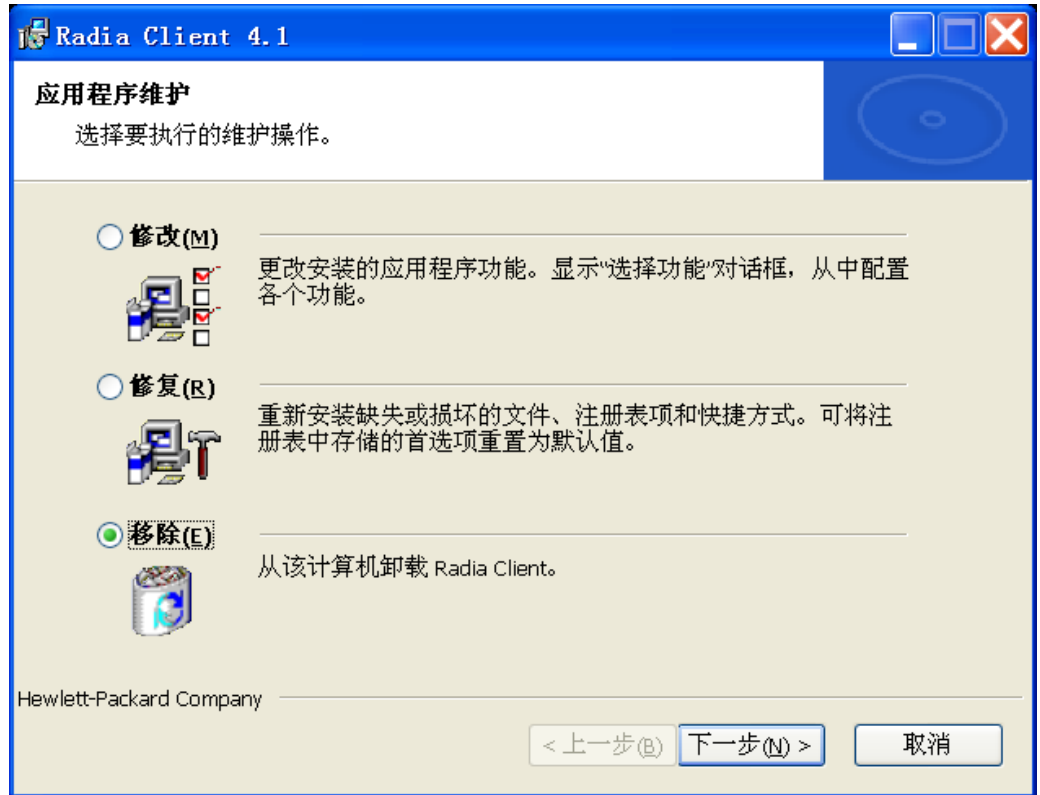 Radia Client 4.1
应用程序维护
选择要执行的维护操作。
修改(M)
更改安装的应用程序功能。显示“选择功能”对话框，从中配置
各个功能。
修复(R)
重新安装缺失或损坏的文件、注册表项和快捷方式。可将注
册表中存储的首选项重置为默认值。
移除(E)
从该计算机卸载 Radia Client。
Hewlett-Packard Company
< 上一步(B) 下一步(N) > 取消